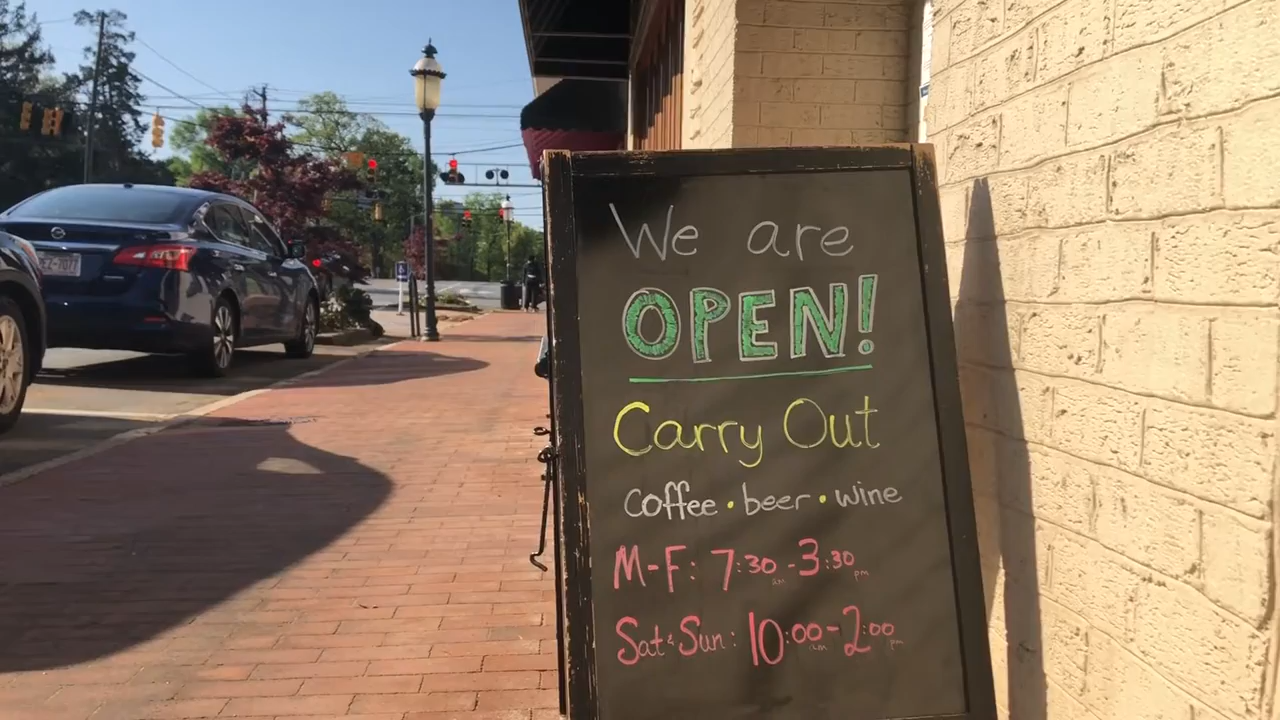 We are
OPEN!
Carry Out
coffee • beer • wine
M-F: 7:30am - 3:30pm
Sat & Sun: 10:00am - 2:00pm